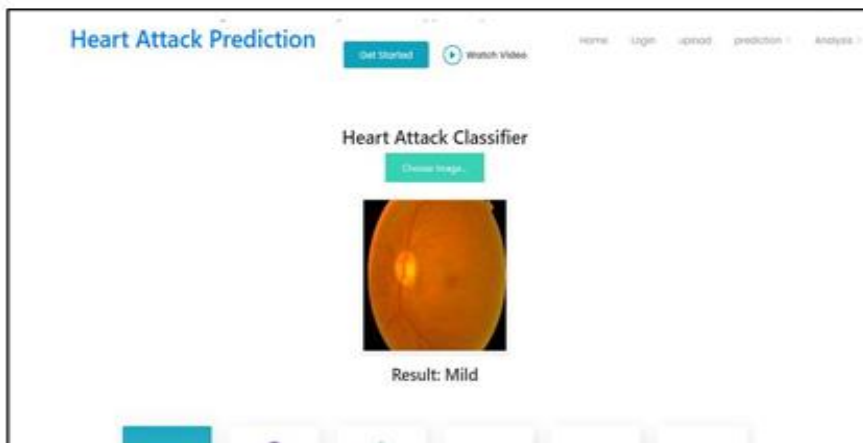 Heart Attack Prediction
Get Started Watch Video
Home Login upload prediction Analysis
Heart Attack Classifier
Choose Image...
Result: Mild